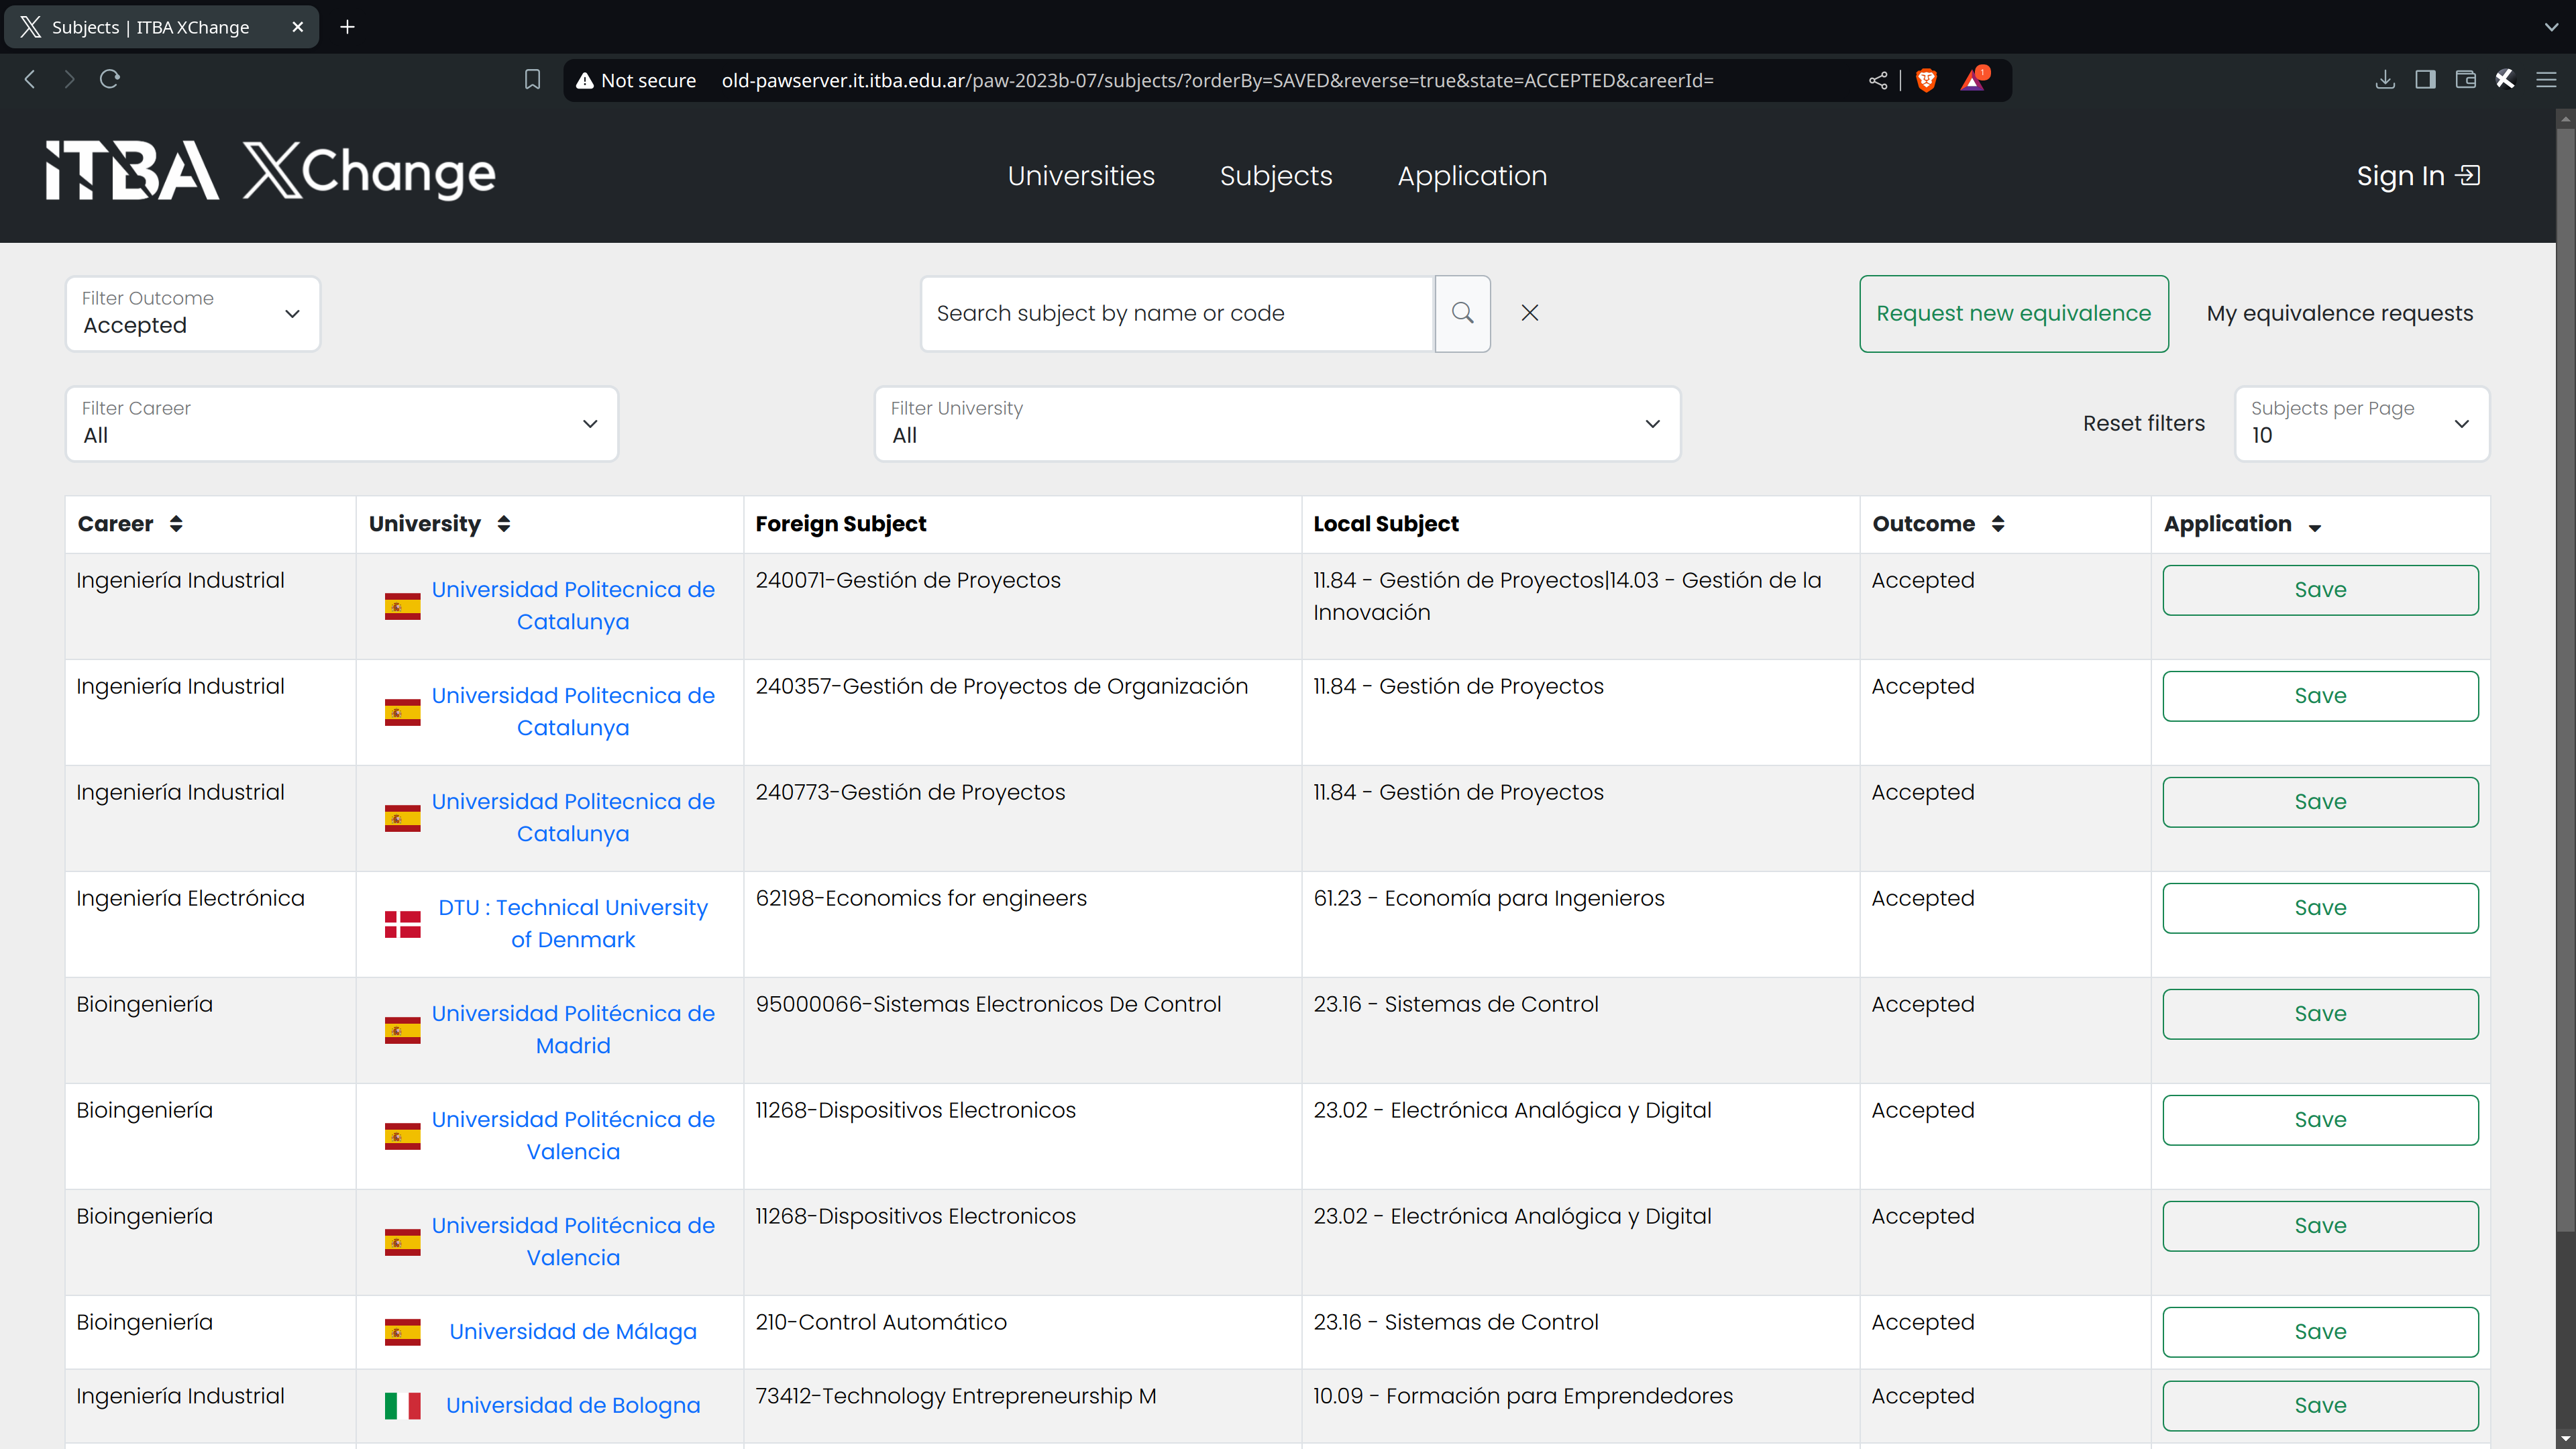 Subjects | ITBA XChange
Not secure old-pawserver.it.itba.edu.ar/paw-2023b-07/subjects/?orderBy=SAVED&reverse=true&state=ACCEPTED&careerId=
1
ITBA XChange
Universities Subjects Application
Sign In
Filter Outcome
Accepted
Search subject by name or code
Request new equivalence
My equivalence requests
Filter Career
All
Filter University
All
Reset filters
Subjects per Page
10
Career University Foreign Subject Local Subject Outcome Application
Ingeniería Industrial
Universidad Politecnica de
Catalunya
240071-Gestión de Proyectos
11.84 - Gestión de Proyectos|14.03 - Gestión de la
Innovación
Accepted
Save
Ingeniería Industrial
Universidad Politecnica de
Catalunya
240357-Gestión de Proyectos de Organización
11.84 - Gestión de Proyectos
Accepted
Save
Ingeniería Industrial
Universidad Politecnica de
Catalunya
240773-Gestión de Proyectos
11.84 - Gestión de Proyectos
Accepted
Save
Ingeniería Electrónica
DTU : Technical University
of Denmark
62198-Economics for engineers
61.23 - Economía para Ingenieros
Accepted
Save
Bioingeniería
Universidad Politécnica de
Madrid
95000066-Sistemas Electronicos De Control
23.16 - Sistemas de Control
Accepted
Save
Bioingeniería
Universidad Politécnica de
Valencia
11268-Dispositivos Electronicos
23.02 - Electrónica Analógica y Digital
Accepted
Save
Bioingeniería
Universidad Politécnica de
Valencia
11268-Dispositivos Electronicos
23.02 - Electrónica Analógica y Digital
Accepted
Save
Bioingeniería
Universidad de Málaga
210-Control Automático
23.16 - Sistemas de Control
Accepted
Save
Ingeniería Industrial
Universidad de Bologna
73412-Technology Entrepreneurship M
10.09 - Formación para Emprendedores
Accepted
Save